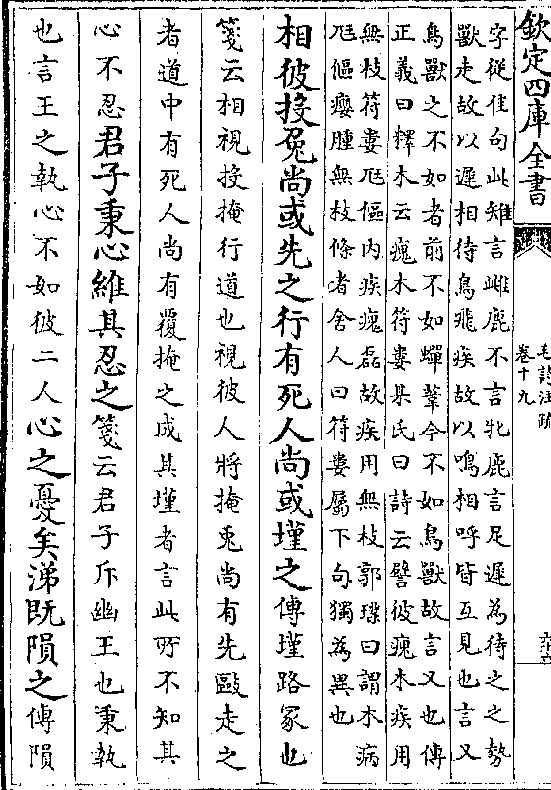 欽定四庫全書
毛詩注疏
卷十九
字從隹句此雉言雌鹿不言牝鹿言足遲為待之之勢
獸走故以遲相待鳥飛疾故以鳴相呼皆互見也言又
鳥獸之不如者前不如蟬葦今不如鳥獸故言又也傳
正義曰釋木云瘣木符婁某氏曰詩云譬彼瘣木疾用
無枝符婁尫傴内疾瘣磊故疾用無枝郭璞曰謂木病
尫傴癭腫無枝條者舍人曰符婁屬下句獨為異也
相彼投兔尚或先之行有死人尚或墐之傳墐路冡也
箋云相視投掩行道也視彼人將掩兎尚有先敺走之
者道中有死人尚有覆掩之成其墐者言此所不知其
心不忍君子秉心維其忍之箋云君子斥幽王也秉執
也言王之執心不如彼二人心之憂矣涕既隕之傳隕